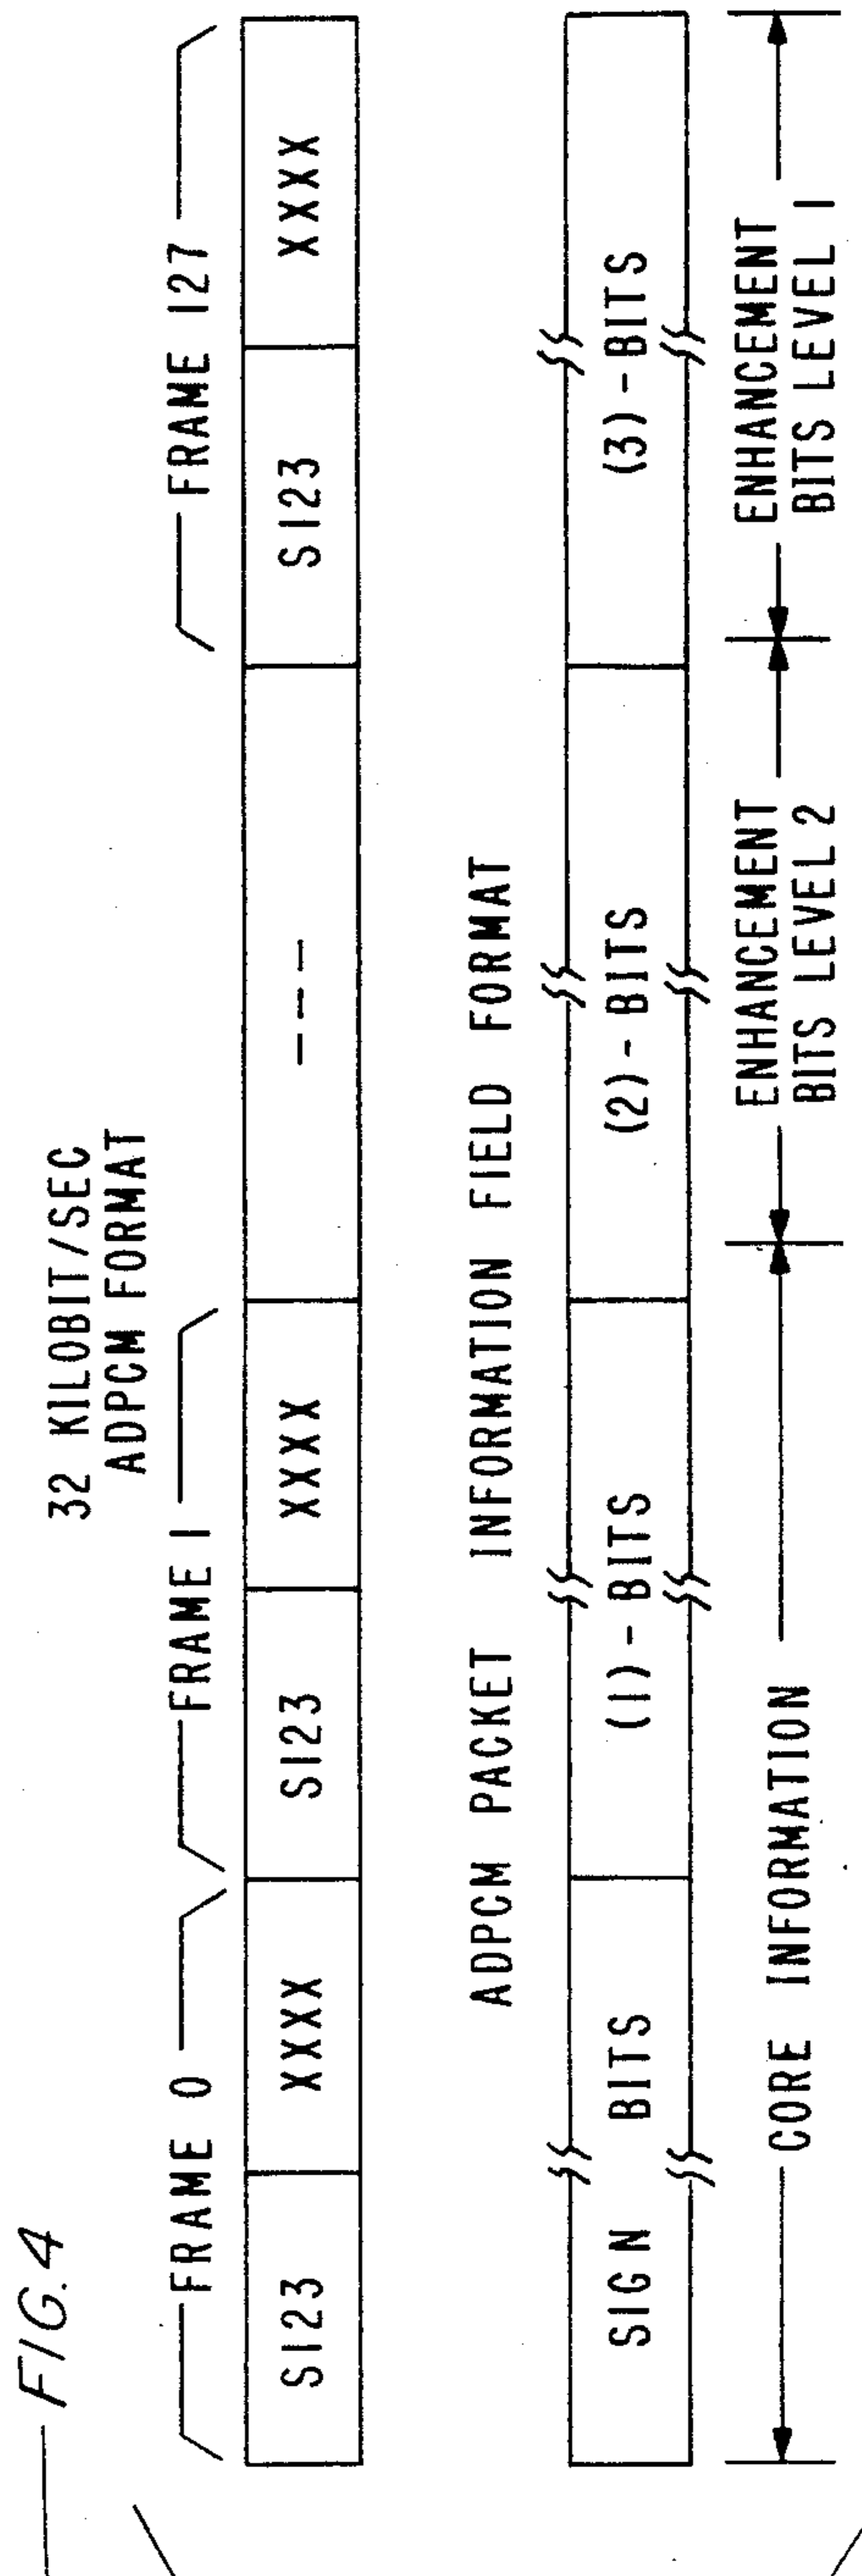 FIG.4
32 KILOBIT/SEC
ADPCM FORMAT
FRAME 0 FRAME 1 FRAME 127
S123 XXXX S123 XXXX --- S123 XXXX
ADPCM PACKET INFORMATION FIELD FORMAT
SIGN BITS (1)-BITS (2)-BITS (3)-BITS
CORE INFORMATION ENHANCEMENT ENHANCEMENT
BITS LEVEL 2 BITS LEVEL 1